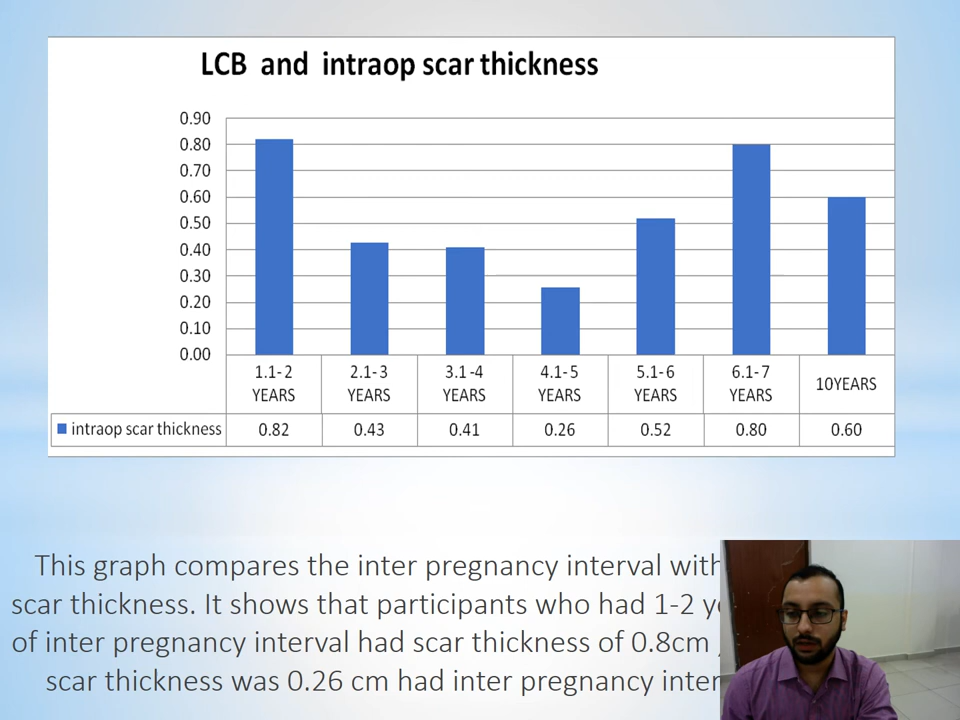 LCB and intraop scar thickness
0.90
0.80
0.70
0.60
0.50
0.40
0.30
0.20
0.10
0.00
1.1- 2 YEARS
2.1- 3 YEARS
3.1 -4 YEARS
4.1- 5 YEARS
5.1- 6 YEARS
6.1- 7 YEARS
10YEARS
intraop scar thickness 0.82 0.43 0.41 0.26 0.52 0.80 0.60
This graph compares the inter pregnancy interval with
scar thickness. It shows that participants who had 1-2
of inter pregnancy interval had scar thickness of 0.8cm
scar thickness was 0.26 cm had inter pregnancy